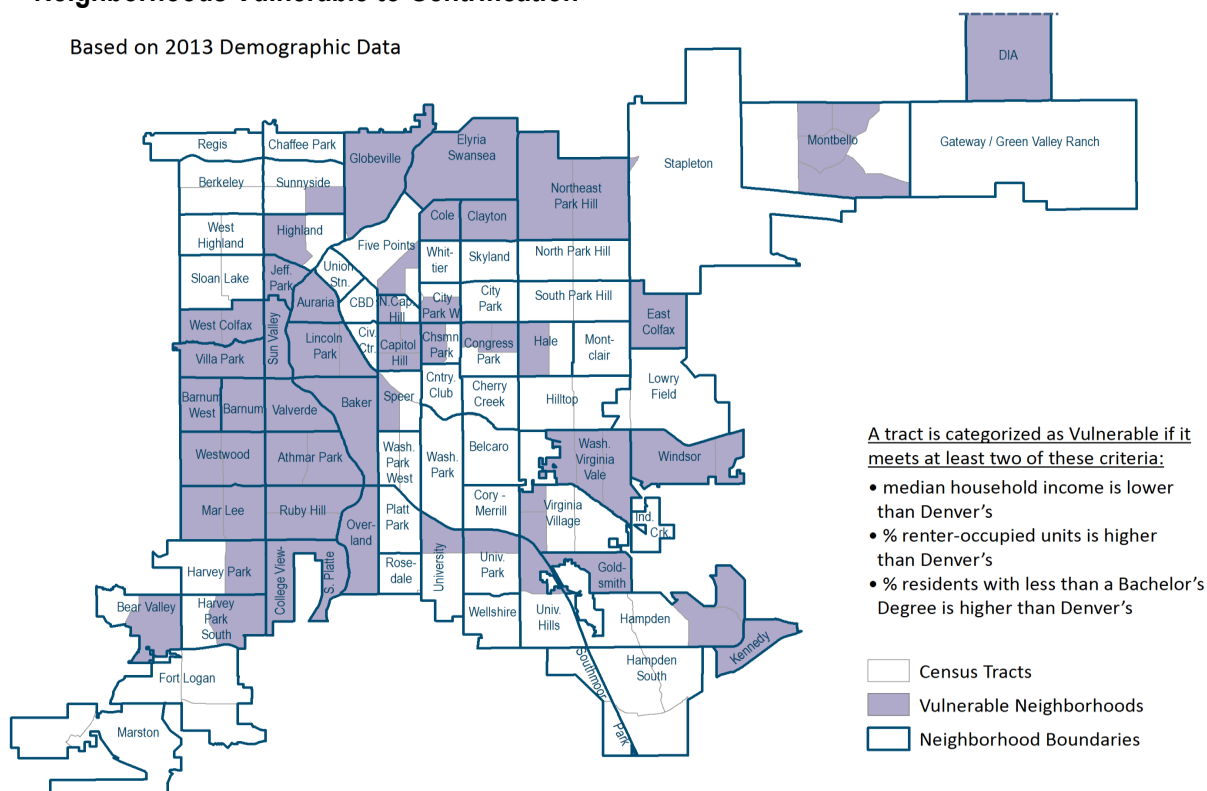 Neighborhoods Vulnerable to Gentrification
Based on 2013 Demographic Data
DIA
Regis
Chaffee Park
Globeville
Elyria
Swansea
Montbello
Gateway / Green Valley Ranch
Stapleton
Berkeley
Sunnyside
Northeast
Park Hill
West
Highland
Highland
Cole
Clayton
Five Points
Whit-
tier
Skyland
North Park Hill
Sloan Lake
Jeff.
Park
Union
Stn.
Auraria
CBD
N.Cap.
Hill
City
Park W
City
Park
South Park Hill
East
Colfax
West Colfax
Sun Valley
Lincoln
Park
Civ.
Ctr.
Capitol
Hill
Chsmn
Park
Congress
Park
Hale
Mont-
clair
Villa Park
Barnum
West
Barnum
Valverde
Baker
Speer
Cntry.
Club
Cherry
Creek
Hilltop
Lowry
Field
Westwood
Athmar Park
Wash.
Park
West
Wash.
Park
Belcaro
Wash.
Virginia
Vale
Windsor
Mar Lee
Ruby Hill
Over-
land
Platt
Park
Cory -
Merrill
Virginia
Village
Ind.
Crk.
Harvey Park
College View-
S. Platte
Rose-
dale
University
Univ.
Park
Gold-
smith
Bear Valley
Harvey
Park
South
Wellshire
Univ.
Hills
Hampden
Kennedy
Fort Logan
Southmoor
Park
Hampden
South
Marston
A tract is categorized as Vulnerable if it
meets at least two of these criteria:
• median household income is lower
than Denver's
• % renter-occupied units is higher
than Denver's
• % residents with less than a Bachelor's
Degree is higher than Denver's
Census Tracts
Vulnerable Neighborhoods
Neighborhood Boundaries